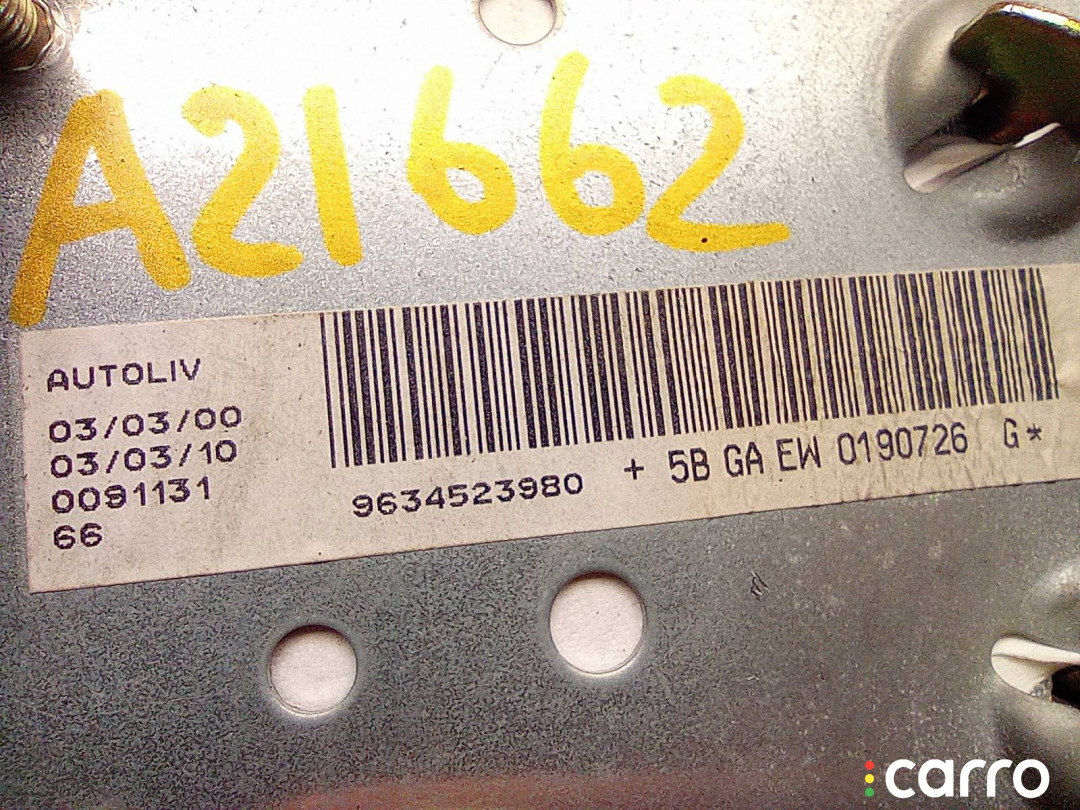 A21662
AUTOLIV
03/03/00
03/03/10
0091131
66
9634523980 + 5B GA EW 0190726 G*
carro